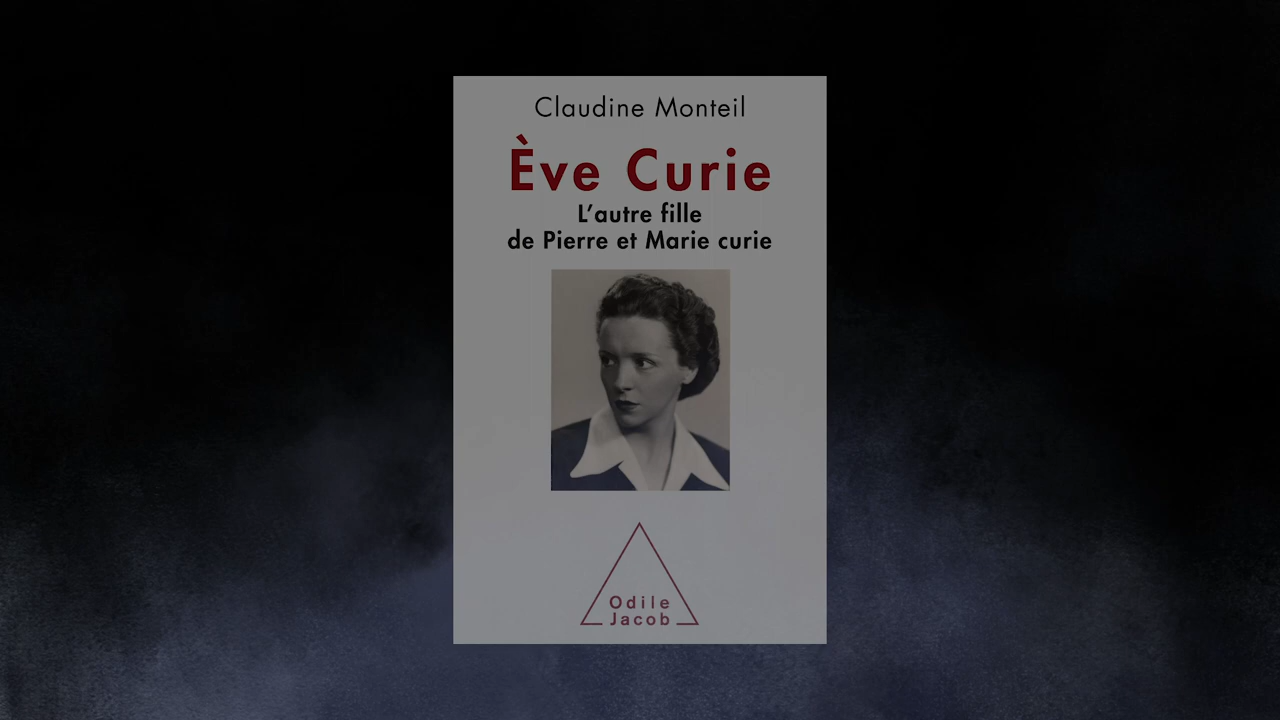 Claudine Monteil
Ève Curie
L'autre fille
de Pierre et Marie curie
Odile
Jacob